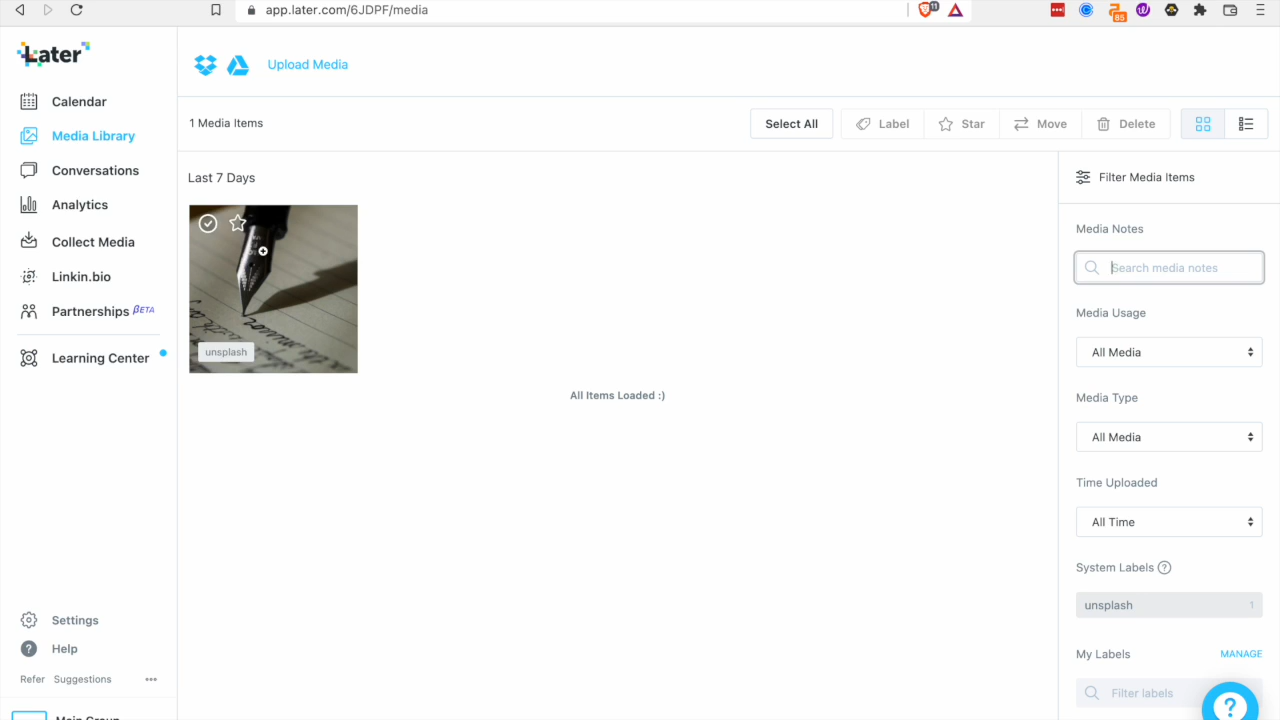 app.later.com/6JDPF/media
11
85
Later
Upload Media
Calendar
Media Library
Conversations
Analytics
Collect Media
Linkin.bio
Partnerships BETA
Learning Center
Settings
Help
Refer Suggestions
Main Group
1 Media Items
Select All
Label
Star
Move
Delete
Last 7 Days
unsplash
All Items Loaded :)
Filter Media Items
Media Notes
Search media notes
Media Usage
All Media
Media Type
All Media
Time Uploaded
All Time
System Labels ?
unsplash 1
My Labels MANAGE
Filter labels
?